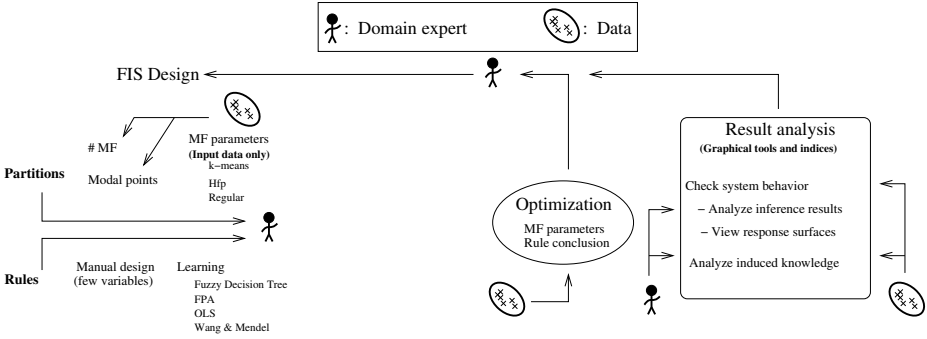 : Domain expert
: Data
FIS Design
# MF
MF parameters
(Input data only)
k−means
Hfp
Regular
Partitions
Modal points
Rules
Manual design
(few variables)
Learning
Fuzzy Decision Tree
FPA
OLS
Wang & Mendel
Optimization
MF parameters
Rule conclusion
Result analysis
(Graphical tools and indices)
Check system behavior
− Analyze inference results
− View response surfaces
Analyze induced knowledge